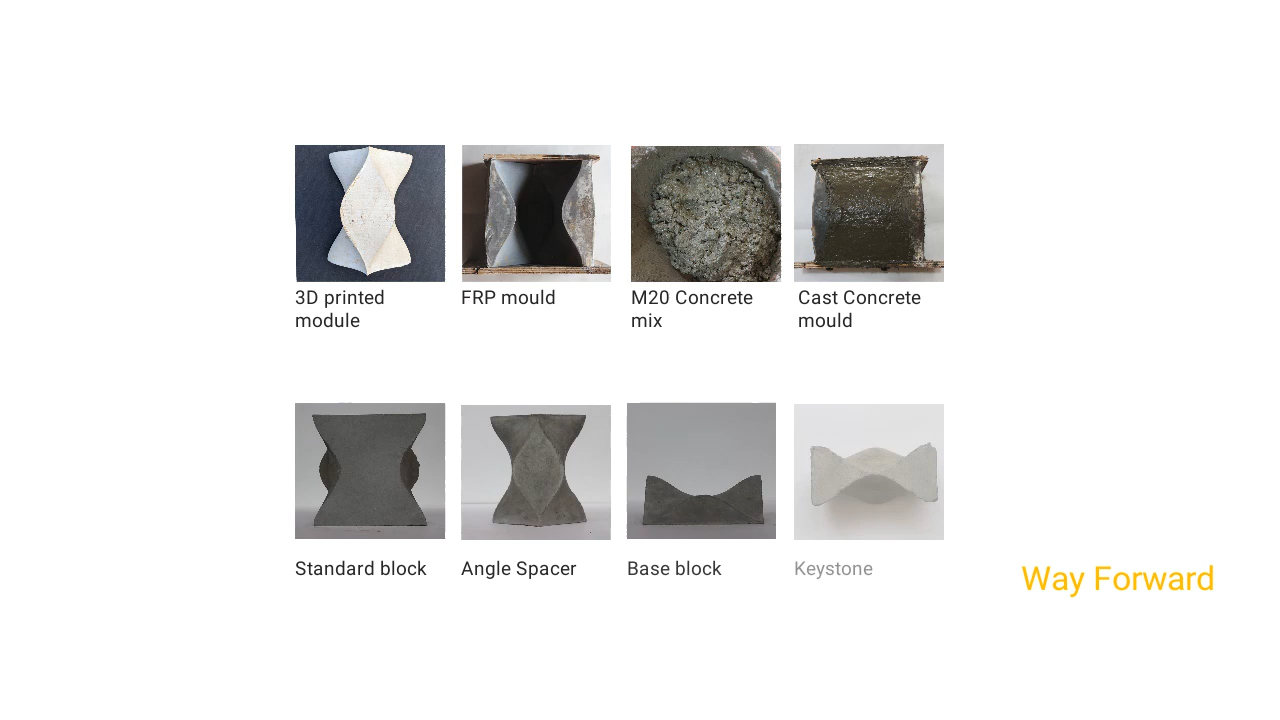 3D printed
module
FRP mould
M20 Concrete
mix
Cast Concrete
mould
Standard block
Angle Spacer
Base block
Keystone
Way Forward